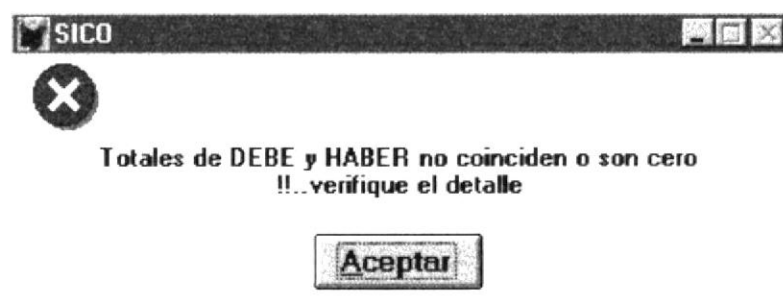 SICO
Totales de DEBE y HABER no coinciden o son cero
!!..verifique el detalle
Aceptar